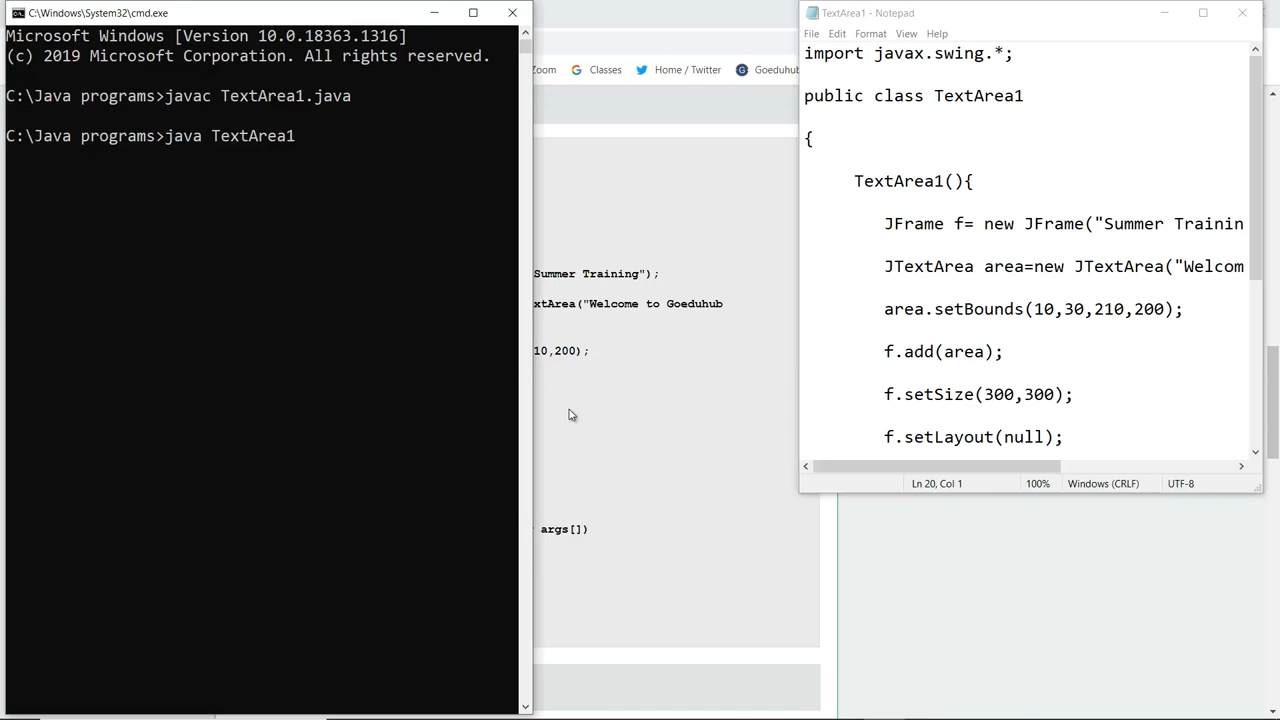 C:\Windows\System32\cmd.exe
Microsoft Windows [Version 10.0.18363.1316]
(c) 2019 Microsoft Corporation. All rights reserved.
C:\Java programs>javac TextArea1.java
C:\Java programs>java TextArea1
Zoom
Classes
Home / Twitter
Goeduhub
Summer Training");
xtArea("Welcome to Goeduhub
10,200);
args[])
TextArea1 - Notepad
File Edit Format View Help
import javax.swing.*;
public class TextArea1
{
TextArea1(){
JFrame f= new JFrame("Summer Trainin
JTextArea area=new JTextArea("Welcom
area.setBounds(10,30,210,200);
f.add(area);
f.setSize(300,300);
f.setLayout(null);
Ln 20, Col 1 100% Windows (CRLF) UTF-8